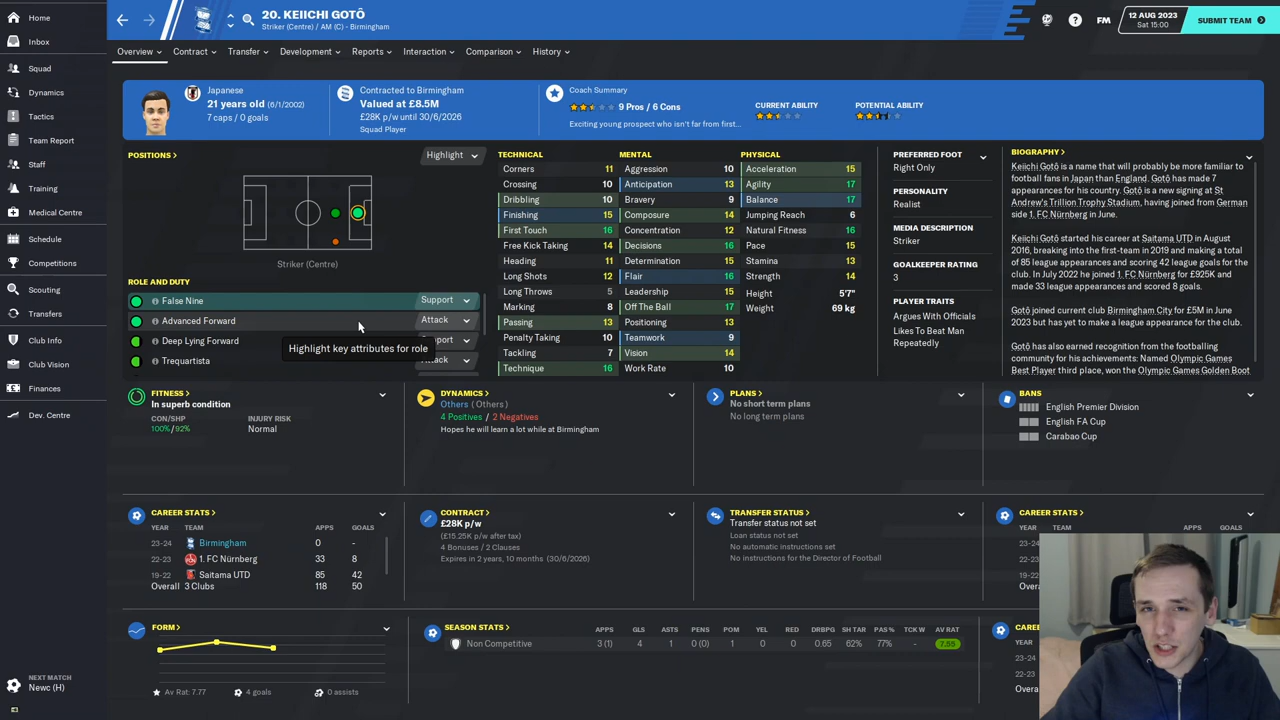 Home
Inbox
Squad
Dynamics
Tactics
Team Report
Staff
Training
Medical Centre
Schedule
Competitions
Scouting
Transfers
Club Info
Club Vision
Finances
Dev. Centre
NEXT MATCH
Newc (H)
20. KEIICHI GOTŌ
Striker (Centre) / AM (C) - Birmingham
FM
12 AUG 2023
Sat 15:00
SUBMIT TEAM
Overview
Contract
Transfer
Development
Reports
Interaction
Comparison
History
Japanese
21 years old (6/1/2002)
7 caps / 0 goals
Contracted to Birmingham
Valued at £8.5M
£28K p/w until 30/6/2026
Squad Player
Coach Summary
9 Pros / 6 Cons
Exciting young prospect who isn't far from first...
CURRENT ABILITY
POTENTIAL ABILITY
POSITIONS >
Highlight
Striker (Centre)
ROLE AND DUTY
False Nine Support
Advanced Forward Attack
Deep Lying Forward
Trequartista
Highlight key attributes for role
TECHNICAL
Corners 11
Crossing 10
Dribbling 10
Finishing 15
First Touch 16
Free Kick Taking 14
Heading 11
Long Shots 12
Long Throws 5
Marking 8
Passing 13
Penalty Taking 10
Tackling 7
Technique 16
MENTAL
Aggression 10
Anticipation 13
Bravery 9
Composure 14
Concentration 12
Decisions 16
Determination 15
Flair 16
Leadership 15
Off The Ball 17
Positioning 13
Teamwork 9
Vision 14
Work Rate 10
PHYSICAL
Acceleration 15
Agility 17
Balance 17
Jumping Reach 6
Natural Fitness 16
Pace 15
Stamina 13
Strength 14
Height 5'7"
Weight 69 kg
PREFERRED FOOT
Right Only
PERSONALITY
Realist
MEDIA DESCRIPTION
Striker
GOALKEEPER RATING
3
PLAYER TRAITS
Argues With Officials
Likes To Beat Man
Repeatedly
BIOGRAPHY >
Keiichi Gotō is a name that will probably be more familiar to
football fans in Japan than England. Gotō has made 7
appearances for his country. Gotō is a new signing at St
Andrew's Trillion Trophy Stadium, having joined from German
side 1. FC Nürnberg in June.
Keiichi Gotō started his career at Saitama UTD in August
2018, breaking into the first-team in 2019 and making a total
of 85 league appearances and scoring 42 league goals for the
club. In July 2022 he joined 1. FC Nürnberg for £925K and
made 33 league appearances and scored 8 goals.
Gotō joined current club Birmingham City for £5M in June
2023 but has yet to make a league appearance for the club.
Gotō has also earned recognition from the footballing
community for his achievements: Named Olympic Games
Best Player third place, won the Olympic Games Golden Boot
FITNESS >
In superb condition
CON/SHP
100%/92%
INJURY RISK
Normal
DYNAMICS >
Others (Others)
4 Positives / 2 Negatives
Hopes he will learn a lot while at Birmingham
PLANS >
No short term plans
No long term plans
BANS
English Premier Division
English FA Cup
Carabao Cup
CAREER STATS >
YEAR TEAM APPS GOALS
23-24 Birmingham 0 -
22-23 1. FC Nürnberg 33 8
19-22 Saitama UTD 85 42
Overall 3 Clubs 118 50
CONTRACT >
£28K p/w
(£15.25K p/w after tax)
4 Bonuses / 2 Clauses
Expires in 2 years, 10 months (30/6/2026)
TRANSFER STATUS >
Transfer status not set
Loan status not set
No automatic instructions set
No instructions for the Director of Football
CAREER STATS >
YEAR TEAM APPS GOALS
23-24
22-23
19-22
Overa
FORM >
Av Rat: 7.77
4 goals
0 assists
SEASON STATS >
APPS GLS ASTS PENS POM YEL RED DRBPG SH TAR PAS % TCK W AV RAT
Non Competitive 3 (1) 4 1 0 (0) 1 0 0 0.65 62% 77% - 7.55
CARE
YEAR
23-24
22-23
19-22
Overa